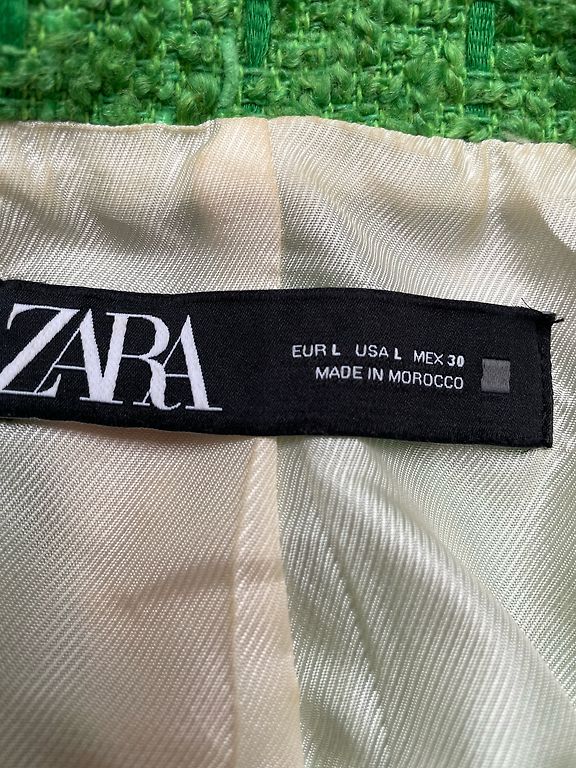 ZARA
EUR L USA L MEX 30
MADE IN MOROCCO